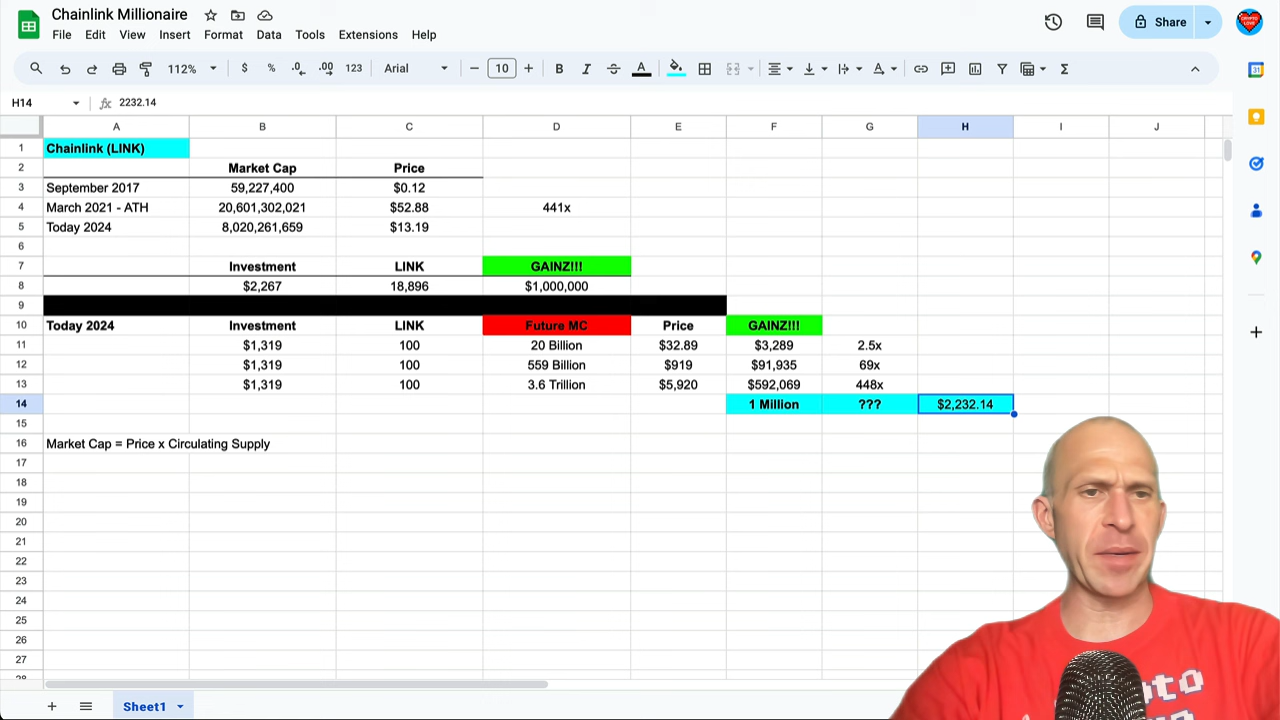 Chainlink Millionaire
File Edit View Insert Format Data Tools Extensions Help
Share
112% $ % .0 .00 123 Arial 10 B I A
H14 fx 2232.14
A B C D E F G H I J
1 Chainlink (LINK)
2 Market Cap Price
3 September 2017 59,227,400 $0.12
4 March 2021 - ATH 20,601,302,021 $52.88 441x
5 Today 2024 8,020,261,659 $13.19
6
7 Investment LINK GAINZ!!!
8 $2,267 18,896 $1,000,000
9
10 Today 2024 Investment LINK Future MC Price GAINZ!!!
11 $1,319 100 20 Billion $32.89 $3,289 2.5x
12 $1,319 100 559 Billion $919 $91,935 69x
13 $1,319 100 3.6 Trillion $5,920 $592,069 448x
14 1 Million ??? $2,232.14
15
16 Market Cap = Price x Circulating Supply
17
18
19
20
21
22
23
24
25
26
27
Sheet1